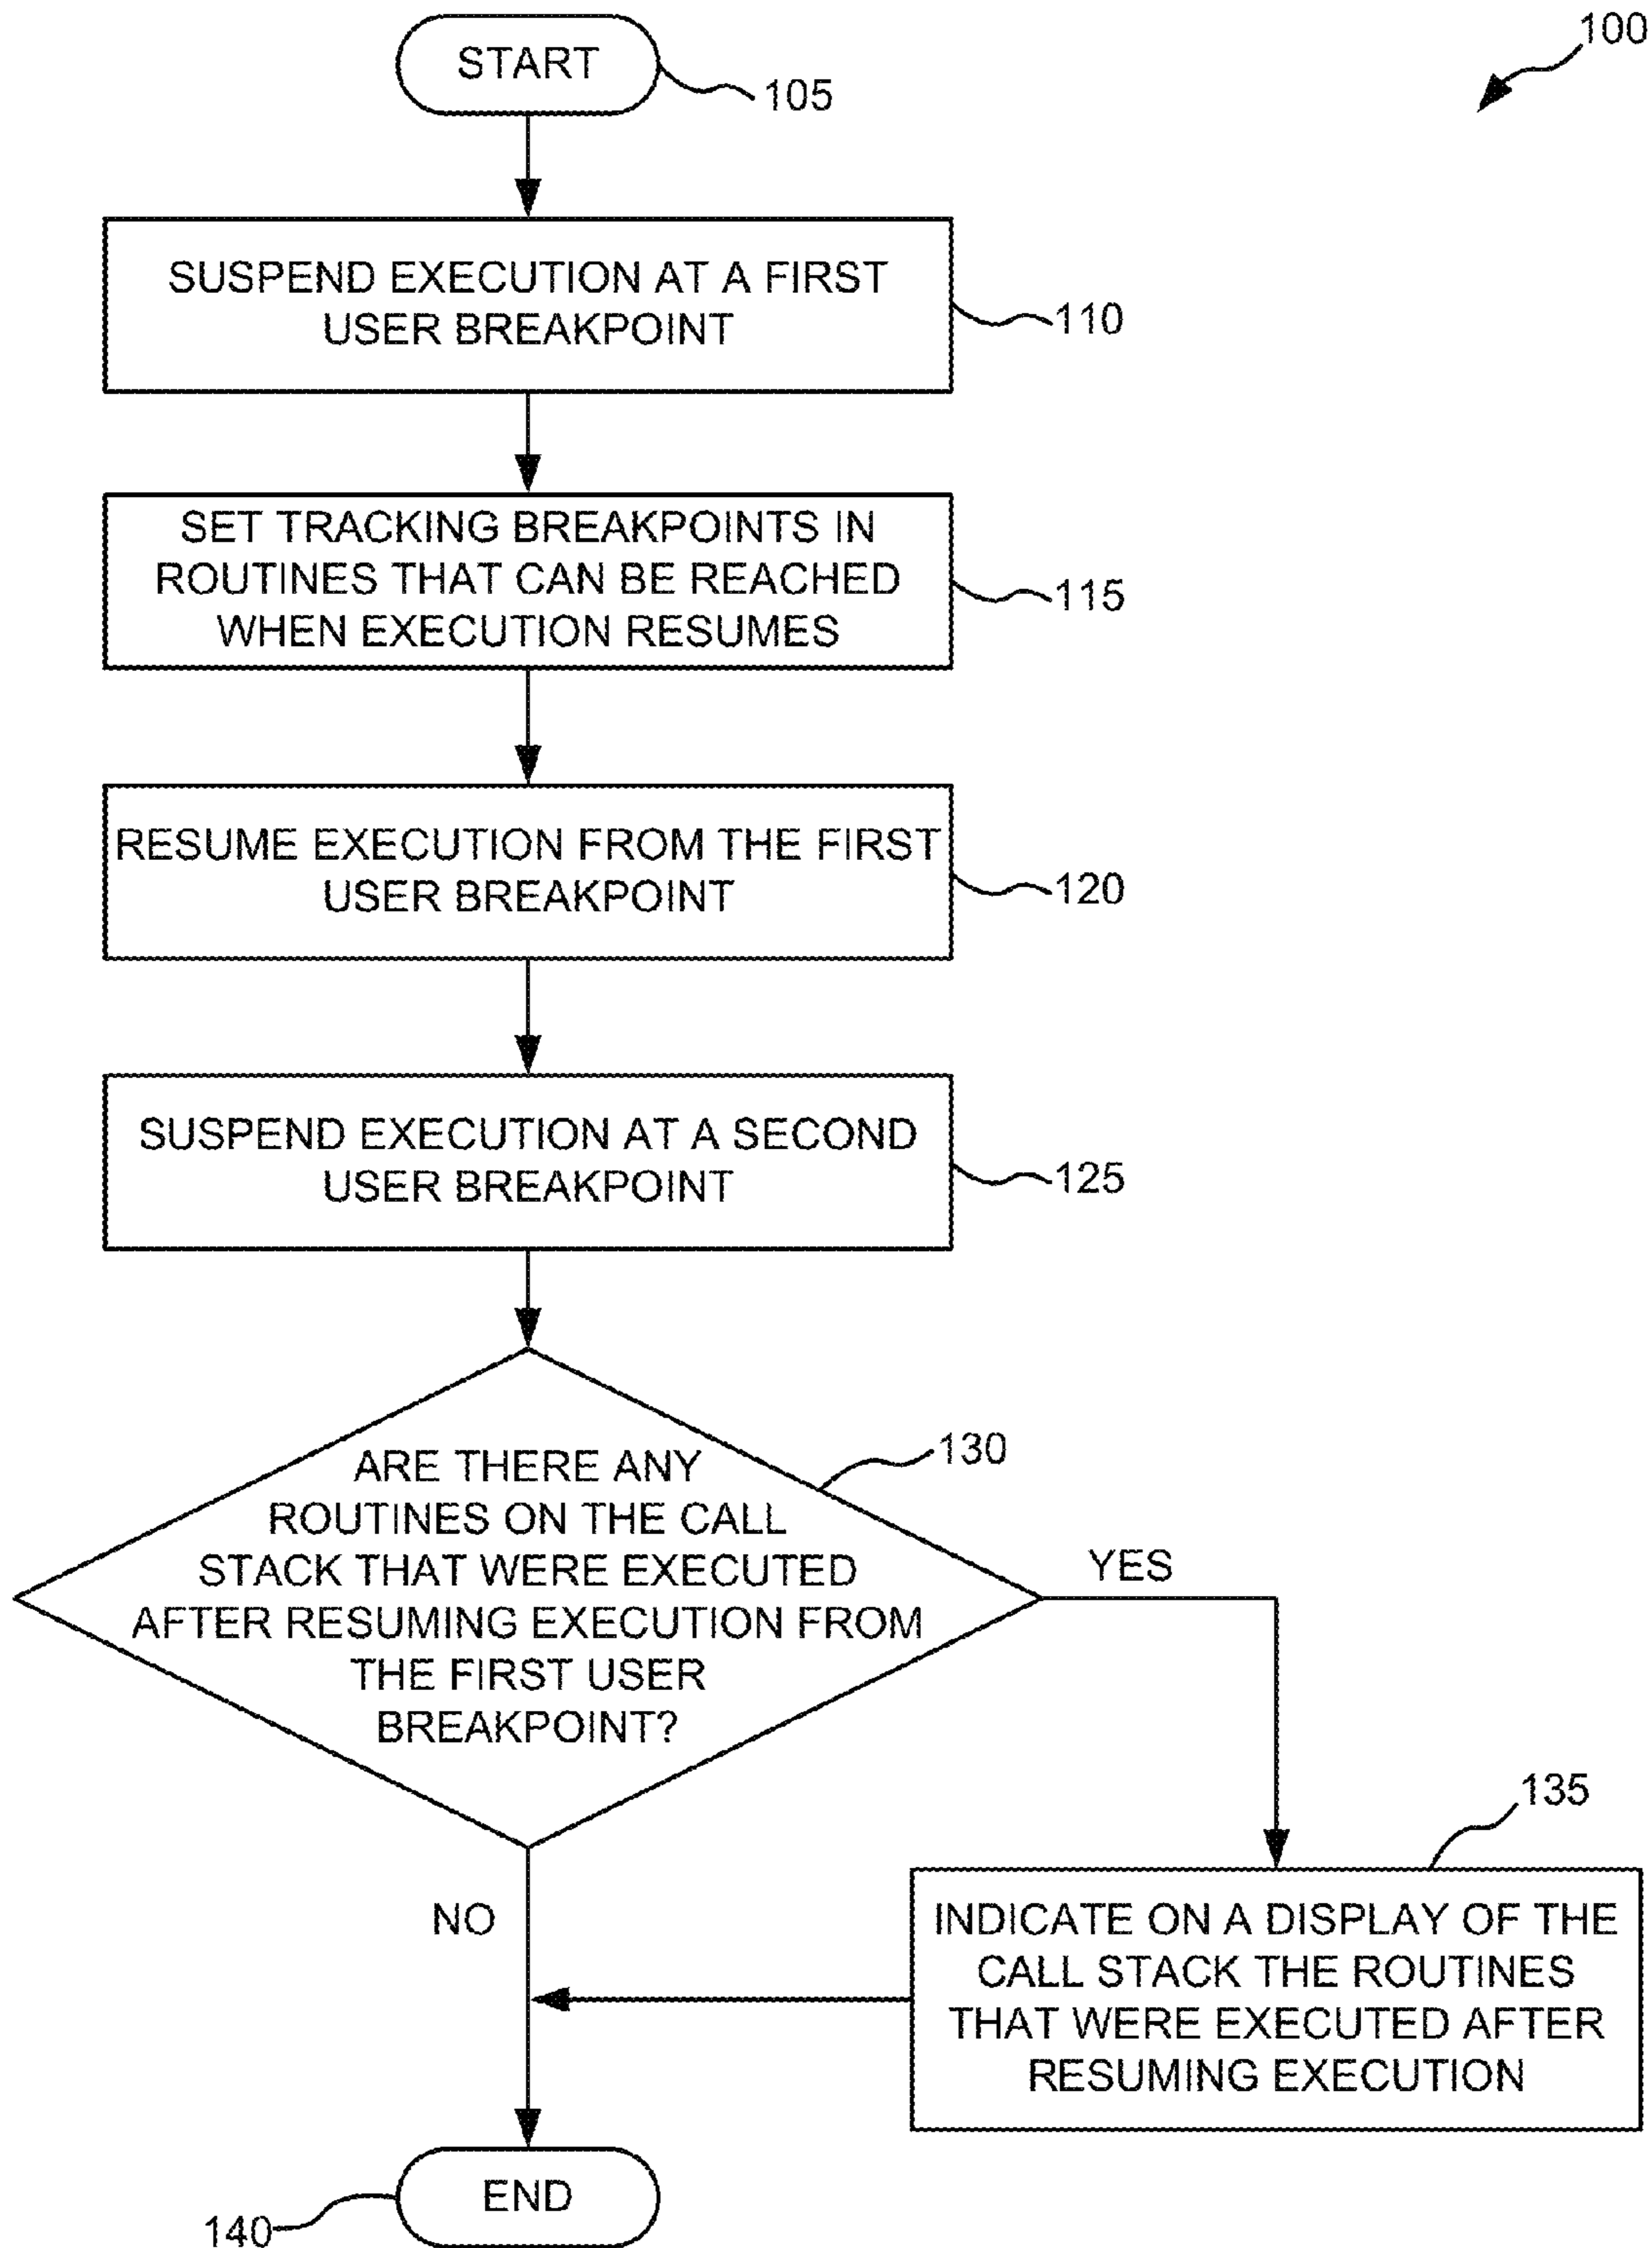 100
START
105
SUSPEND EXECUTION AT A FIRST
USER BREAKPOINT
110
SET TRACKING BREAKPOINTS IN
ROUTINES THAT CAN BE REACHED
WHEN EXECUTION RESUMES
115
RESUME EXECUTION FROM THE FIRST
USER BREAKPOINT
120
SUSPEND EXECUTION AT A SECOND
USER BREAKPOINT
125
ARE THERE ANY
ROUTINES ON THE CALL
STACK THAT WERE EXECUTED
AFTER RESUMING EXECUTION FROM
THE FIRST USER
BREAKPOINT?
130
YES
135
INDICATE ON A DISPLAY OF THE
CALL STACK THE ROUTINES
THAT WERE EXECUTED AFTER
RESUMING EXECUTION
NO
END
140